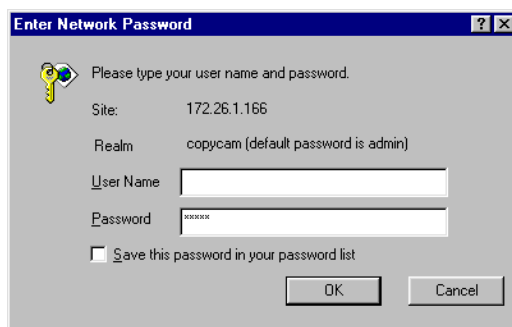 Enter Network Password
Please type your user name and password.
Site: 172.26.1.166
Realm copycam (default password is admin)
User Name
Password xxxxx
Save this password in your password list
OK Cancel